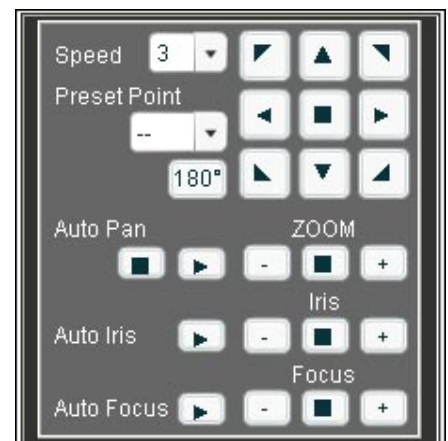 Speed 3
Preset Point
--
180°
Auto Pan ZOOM
- +
Iris
Auto Iris - +
Focus
Auto Focus - +